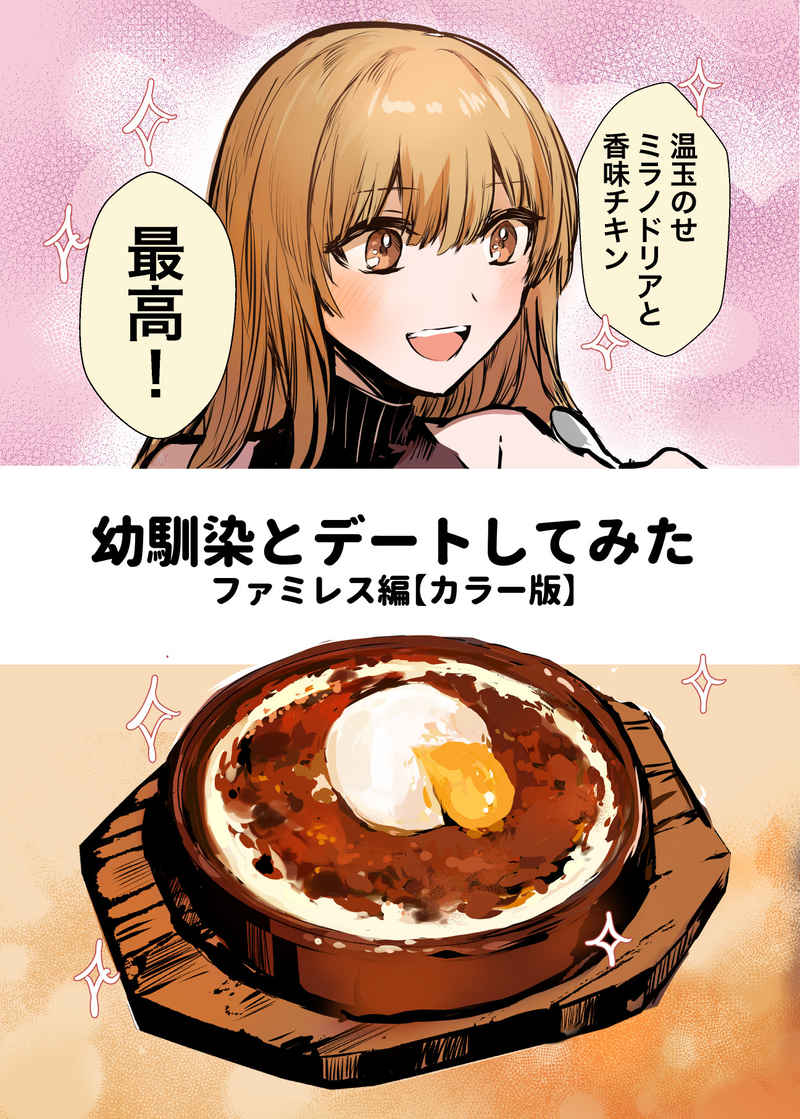 温玉のせ
ミラノドリアと
香味チキン
最高！
幼馴染とデートしてみた
ファミレス編【カラー版】